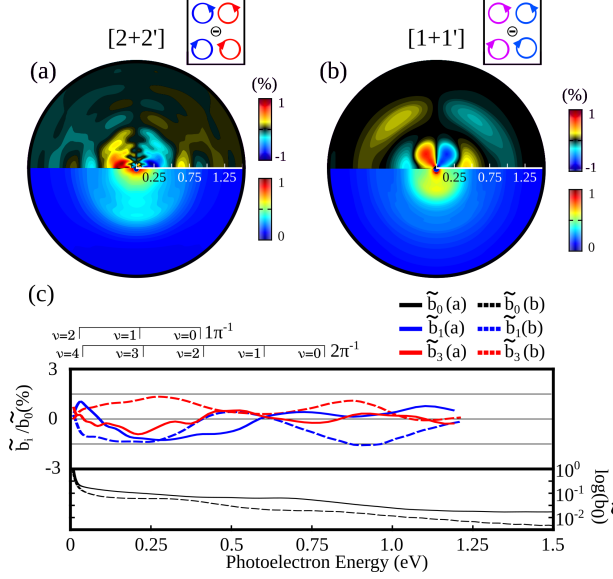 [2+2'] [1+1']
(a) (b)
(%) (%)
1 1
-1 -1
0.25 0.75 1.25 0.25 0.75 1.25
1 1
0 0
(c)
b̃₀(a) b̃₀(b)
b̃₁(a) b̃₁(b)
b̃₃(a) b̃₃(b)
ν=2 ν=1 ν=0 1π⁻¹
ν=4 ν=3 ν=2 ν=1 ν=0 2π⁻¹
3
0
-3
b̃ᵢ/b̃₀(%)
10⁰
10⁻¹
10⁻²
log(b̃0)
0 0.25 0.5 0.75 1.0 1.25 1.5
Photoelectron Energy (eV)